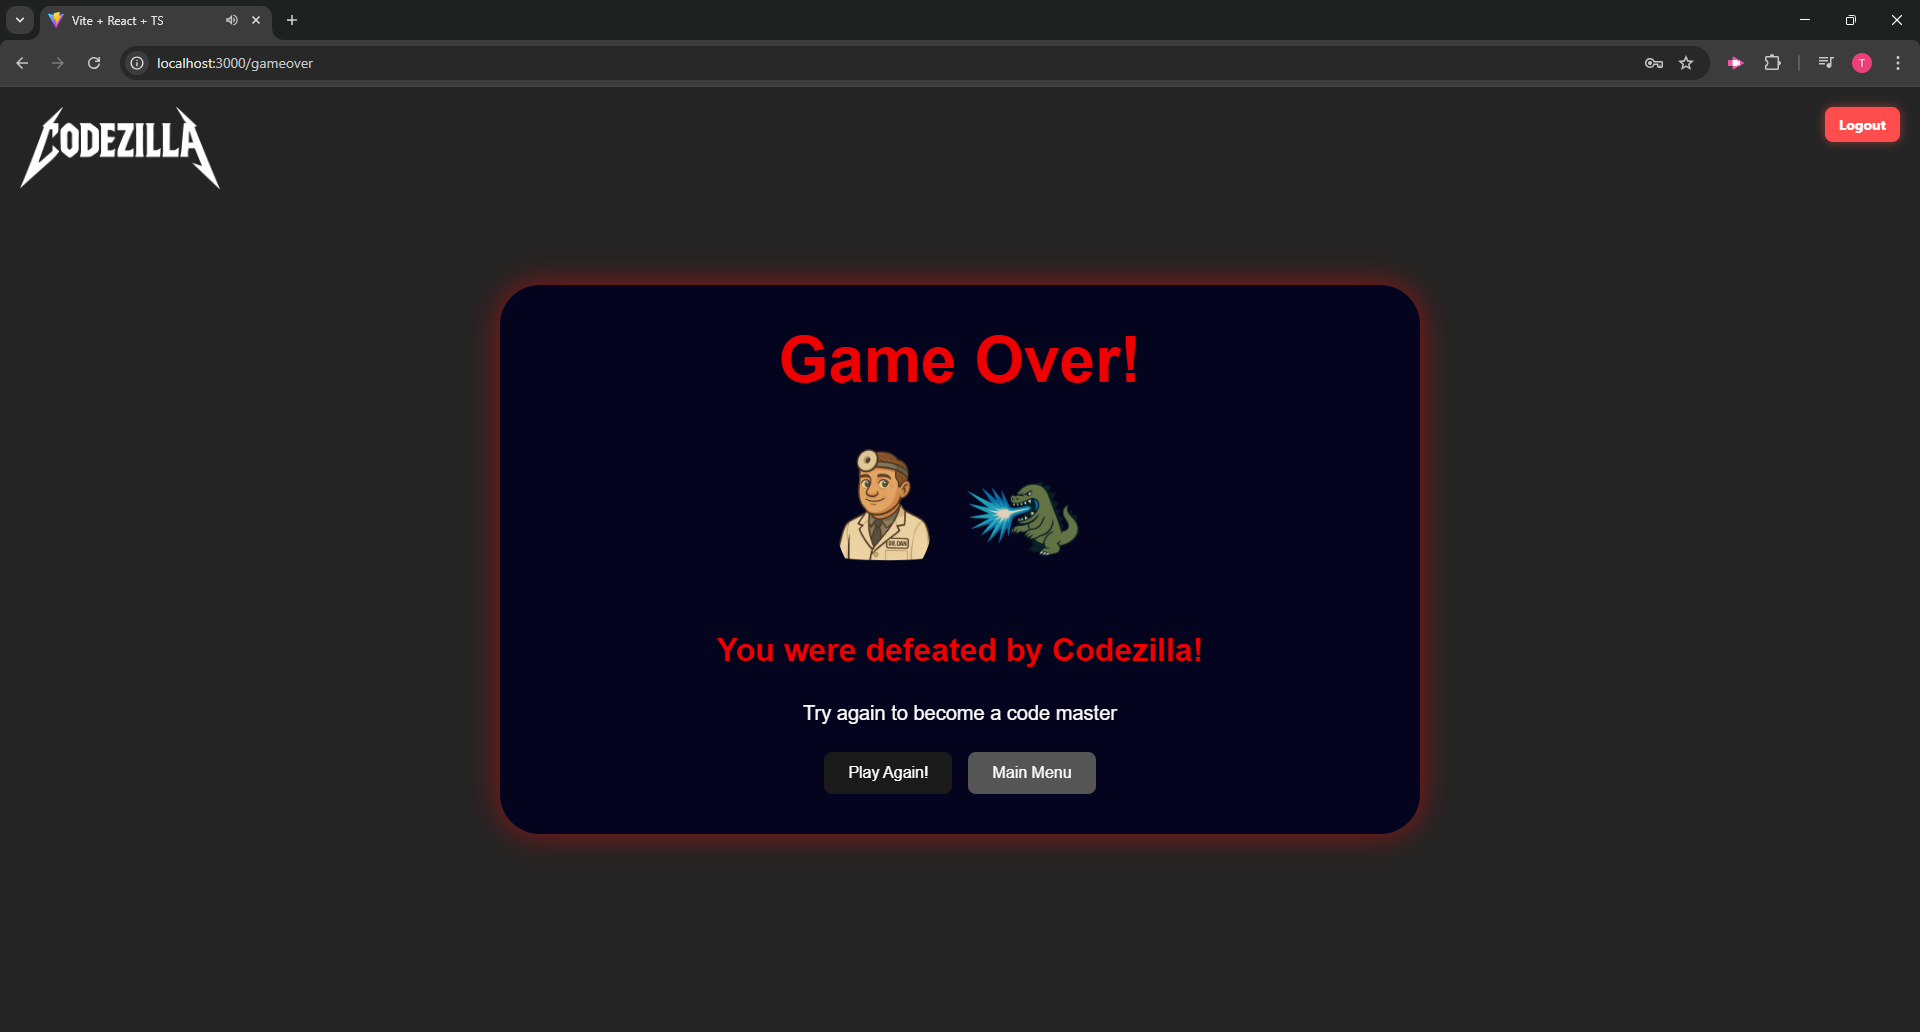 Vite + React + TS
localhost:3000/gameover
T
CODEZILLA
Logout
Game Over!
DR. DAN
You were defeated by Codezilla!
Try again to become a code master
Play Again!
Main Menu